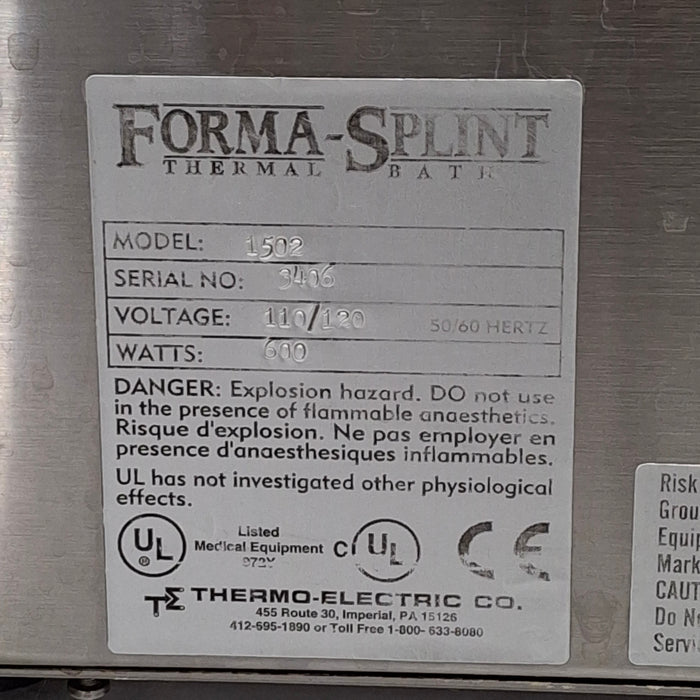 FORMA-SPLINT
THERMAL BATH
MODEL: 1502
SERIAL NO: 3406
VOLTAGE: 110/120 50/60 HERTZ
WATTS: 600
DANGER: Explosion hazard. DO not use
in the presence of flammable anaesthetics.
Risque d'explosion. Ne pas employer en
presence d'anaesthesiques inflammables.
UL has not investigated other physiological
effects.
UL
®
Listed
Medical Equipment
972Y
C UL
CE
TE THERMO-ELECTRIC CO.
455 Route 30, Imperial, PA 15126
412-695-1890 or Toll Free 1-800- 633-8080
Risk
Grou
Equip
Mark
CAUT
Do N
Servi